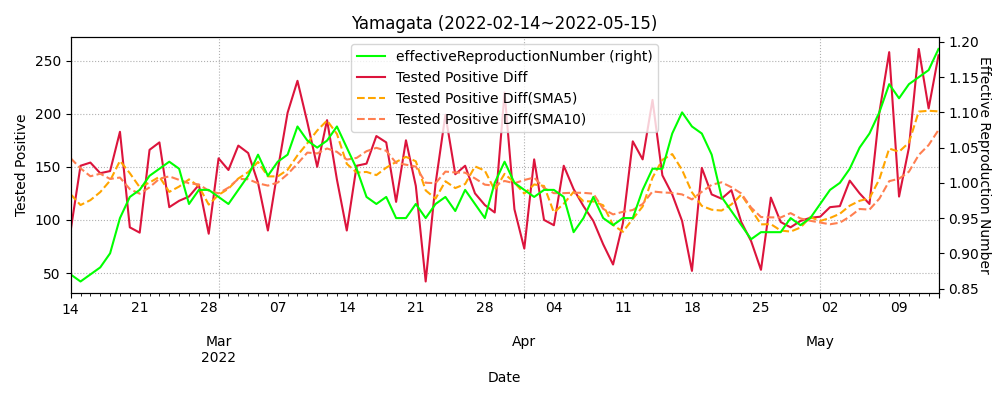 Yamagata (2022-02-14~2022-05-15)
effectiveReproductionNumber (right)
Tested Positive Diff
Tested Positive Diff(SMA5)
Tested Positive Diff(SMA10)
Tested Positive
250
200
150
100
50
1.20
1.15
1.10
1.05
1.00
0.95
0.90
0.85
Effective Reproduction Number
14 21 28 07 14 21 28 04 11 18 25 02 09
Mar Apr May
2022
Date